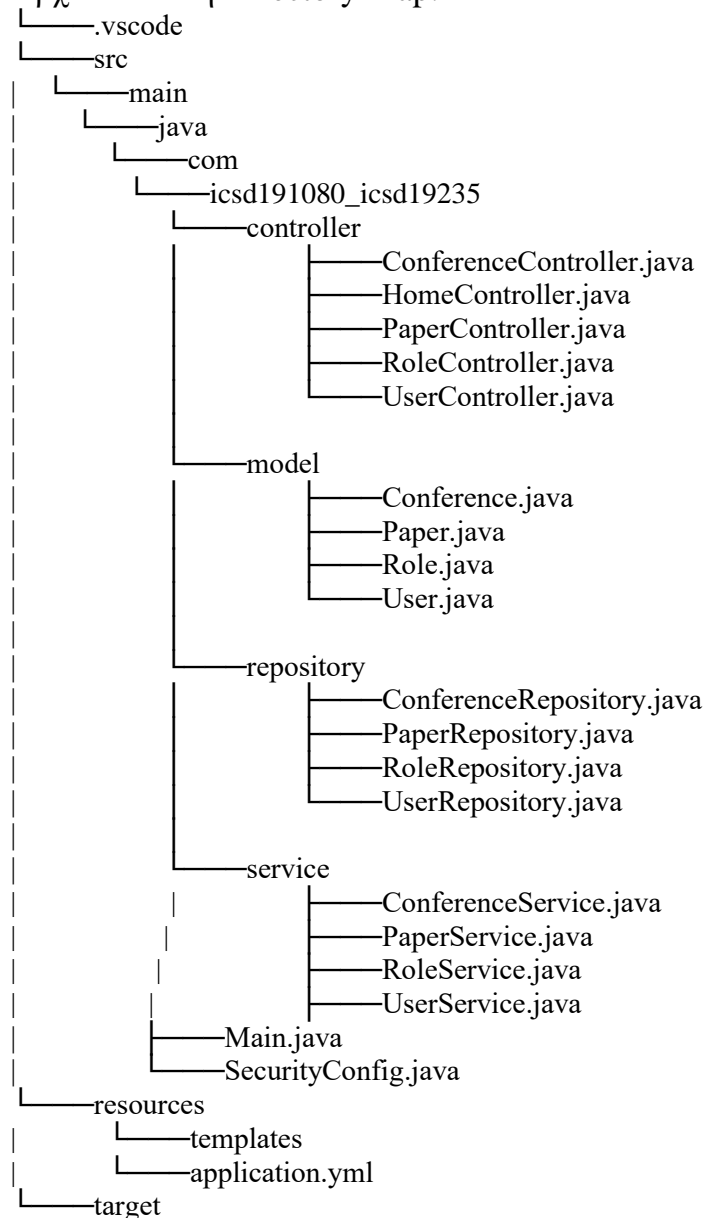 .vscode
└────src
| └────main
| └────java
| └────com
| └────icsd191080_icsd19235
| └────controller
| │ ├────ConferenceController.java
| │ ├────HomeController.java
| │ ├────PaperController.java
| │ ├────RoleController.java
| │ └────UserController.java
| │
| └────model
| │ ├────Conference.java
| │ ├────Paper.java
| │ ├────Role.java
| │ └────User.java
| │
| └────repository
| │ ├────ConferenceRepository.java
| │ ├────PaperRepository.java
| │ ├────RoleRepository.java
| │ └────UserRepository.java
| │
| └────service
| | ├────ConferenceService.java
| | ├────PaperService.java
| | ├────RoleService.java
| | ├────UserService.java
| ├────Main.java
| └────SecurityConfig.java
└────resources
| └────templates
| └────application.yml
└────target